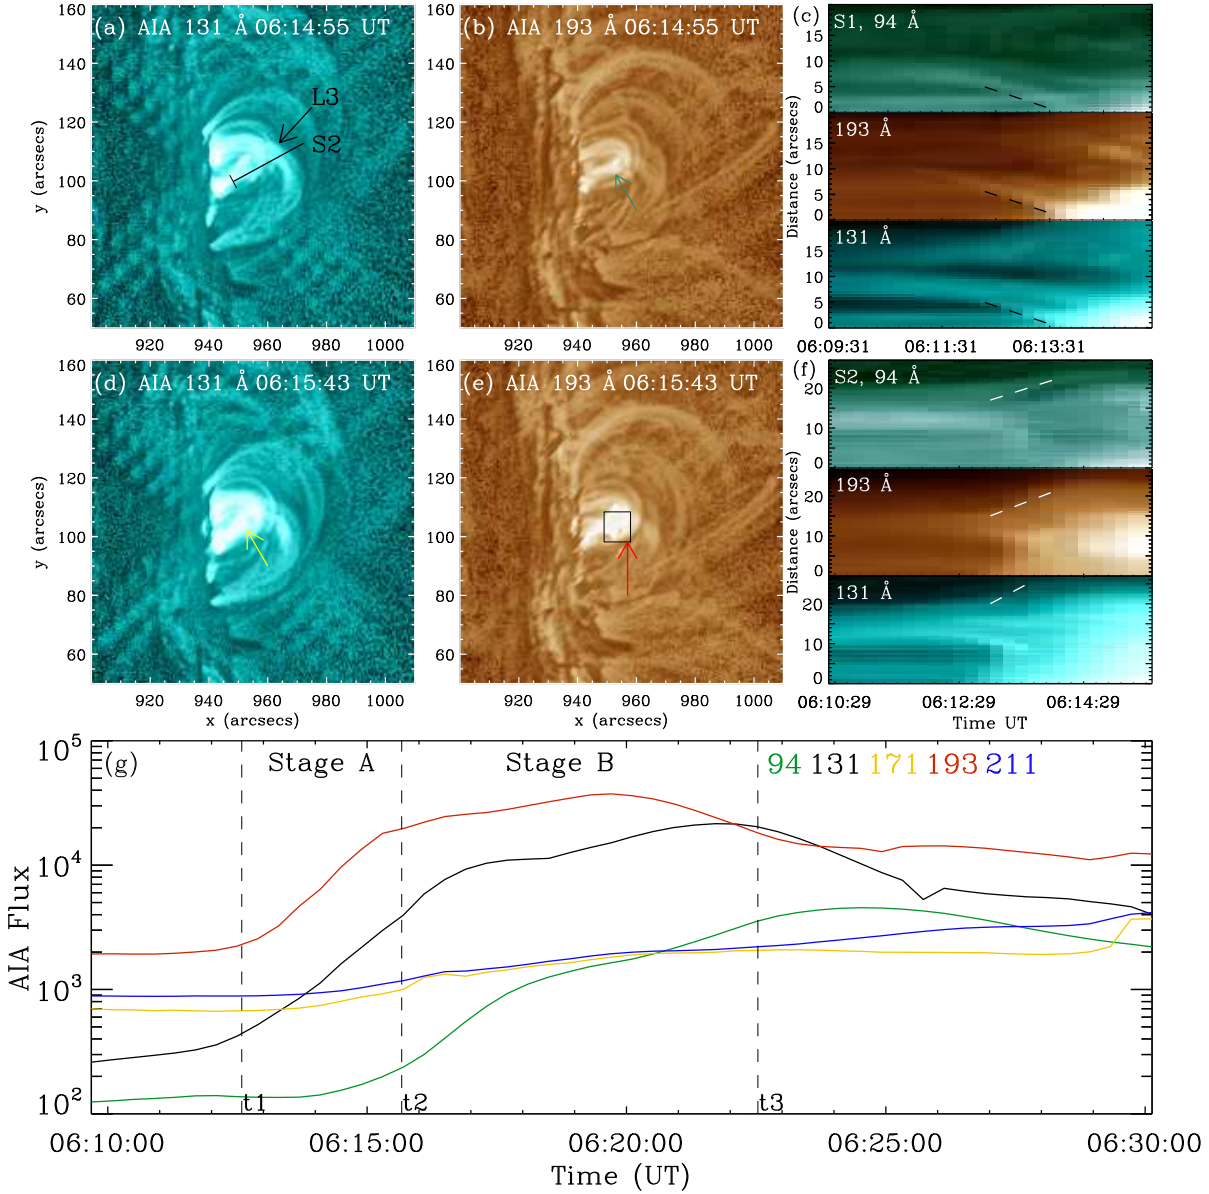 (a) AIA 131 Å 06:14:55 UT
L3
S2
160
140
120
100
80
60
y (arcsecs)
920 940 960 980 1000
(b) AIA 193 Å 06:14:55 UT
160
140
120
100
80
60
920 940 960 980 1000
(c)
S1, 94 Å
15
10
5
0
193 Å
15
10
5
0
131 Å
15
10
5
0
Distance (arcsecs)
06:09:31 06:11:31 06:13:31
(d) AIA 131 Å 06:15:43 UT
160
140
120
100
80
60
y (arcsecs)
920 940 960 980 1000
x (arcsecs)
(e) AIA 193 Å 06:15:43 UT
160
140
120
100
80
60
920 940 960 980 1000
x (arcsecs)
(f)
S2, 94 Å
20
10
0
193 Å
20
10
0
131 Å
20
10
0
Distance (arcsecs)
06:10:29 06:12:29 06:14:29
Time UT
(g) Stage A Stage B 94 131 171 193 211
10^5
10^4
10^3
10^2
AIA Flux
t1 t2 t3
06:10:00 06:15:00 06:20:00 06:25:00 06:30:00
Time (UT)